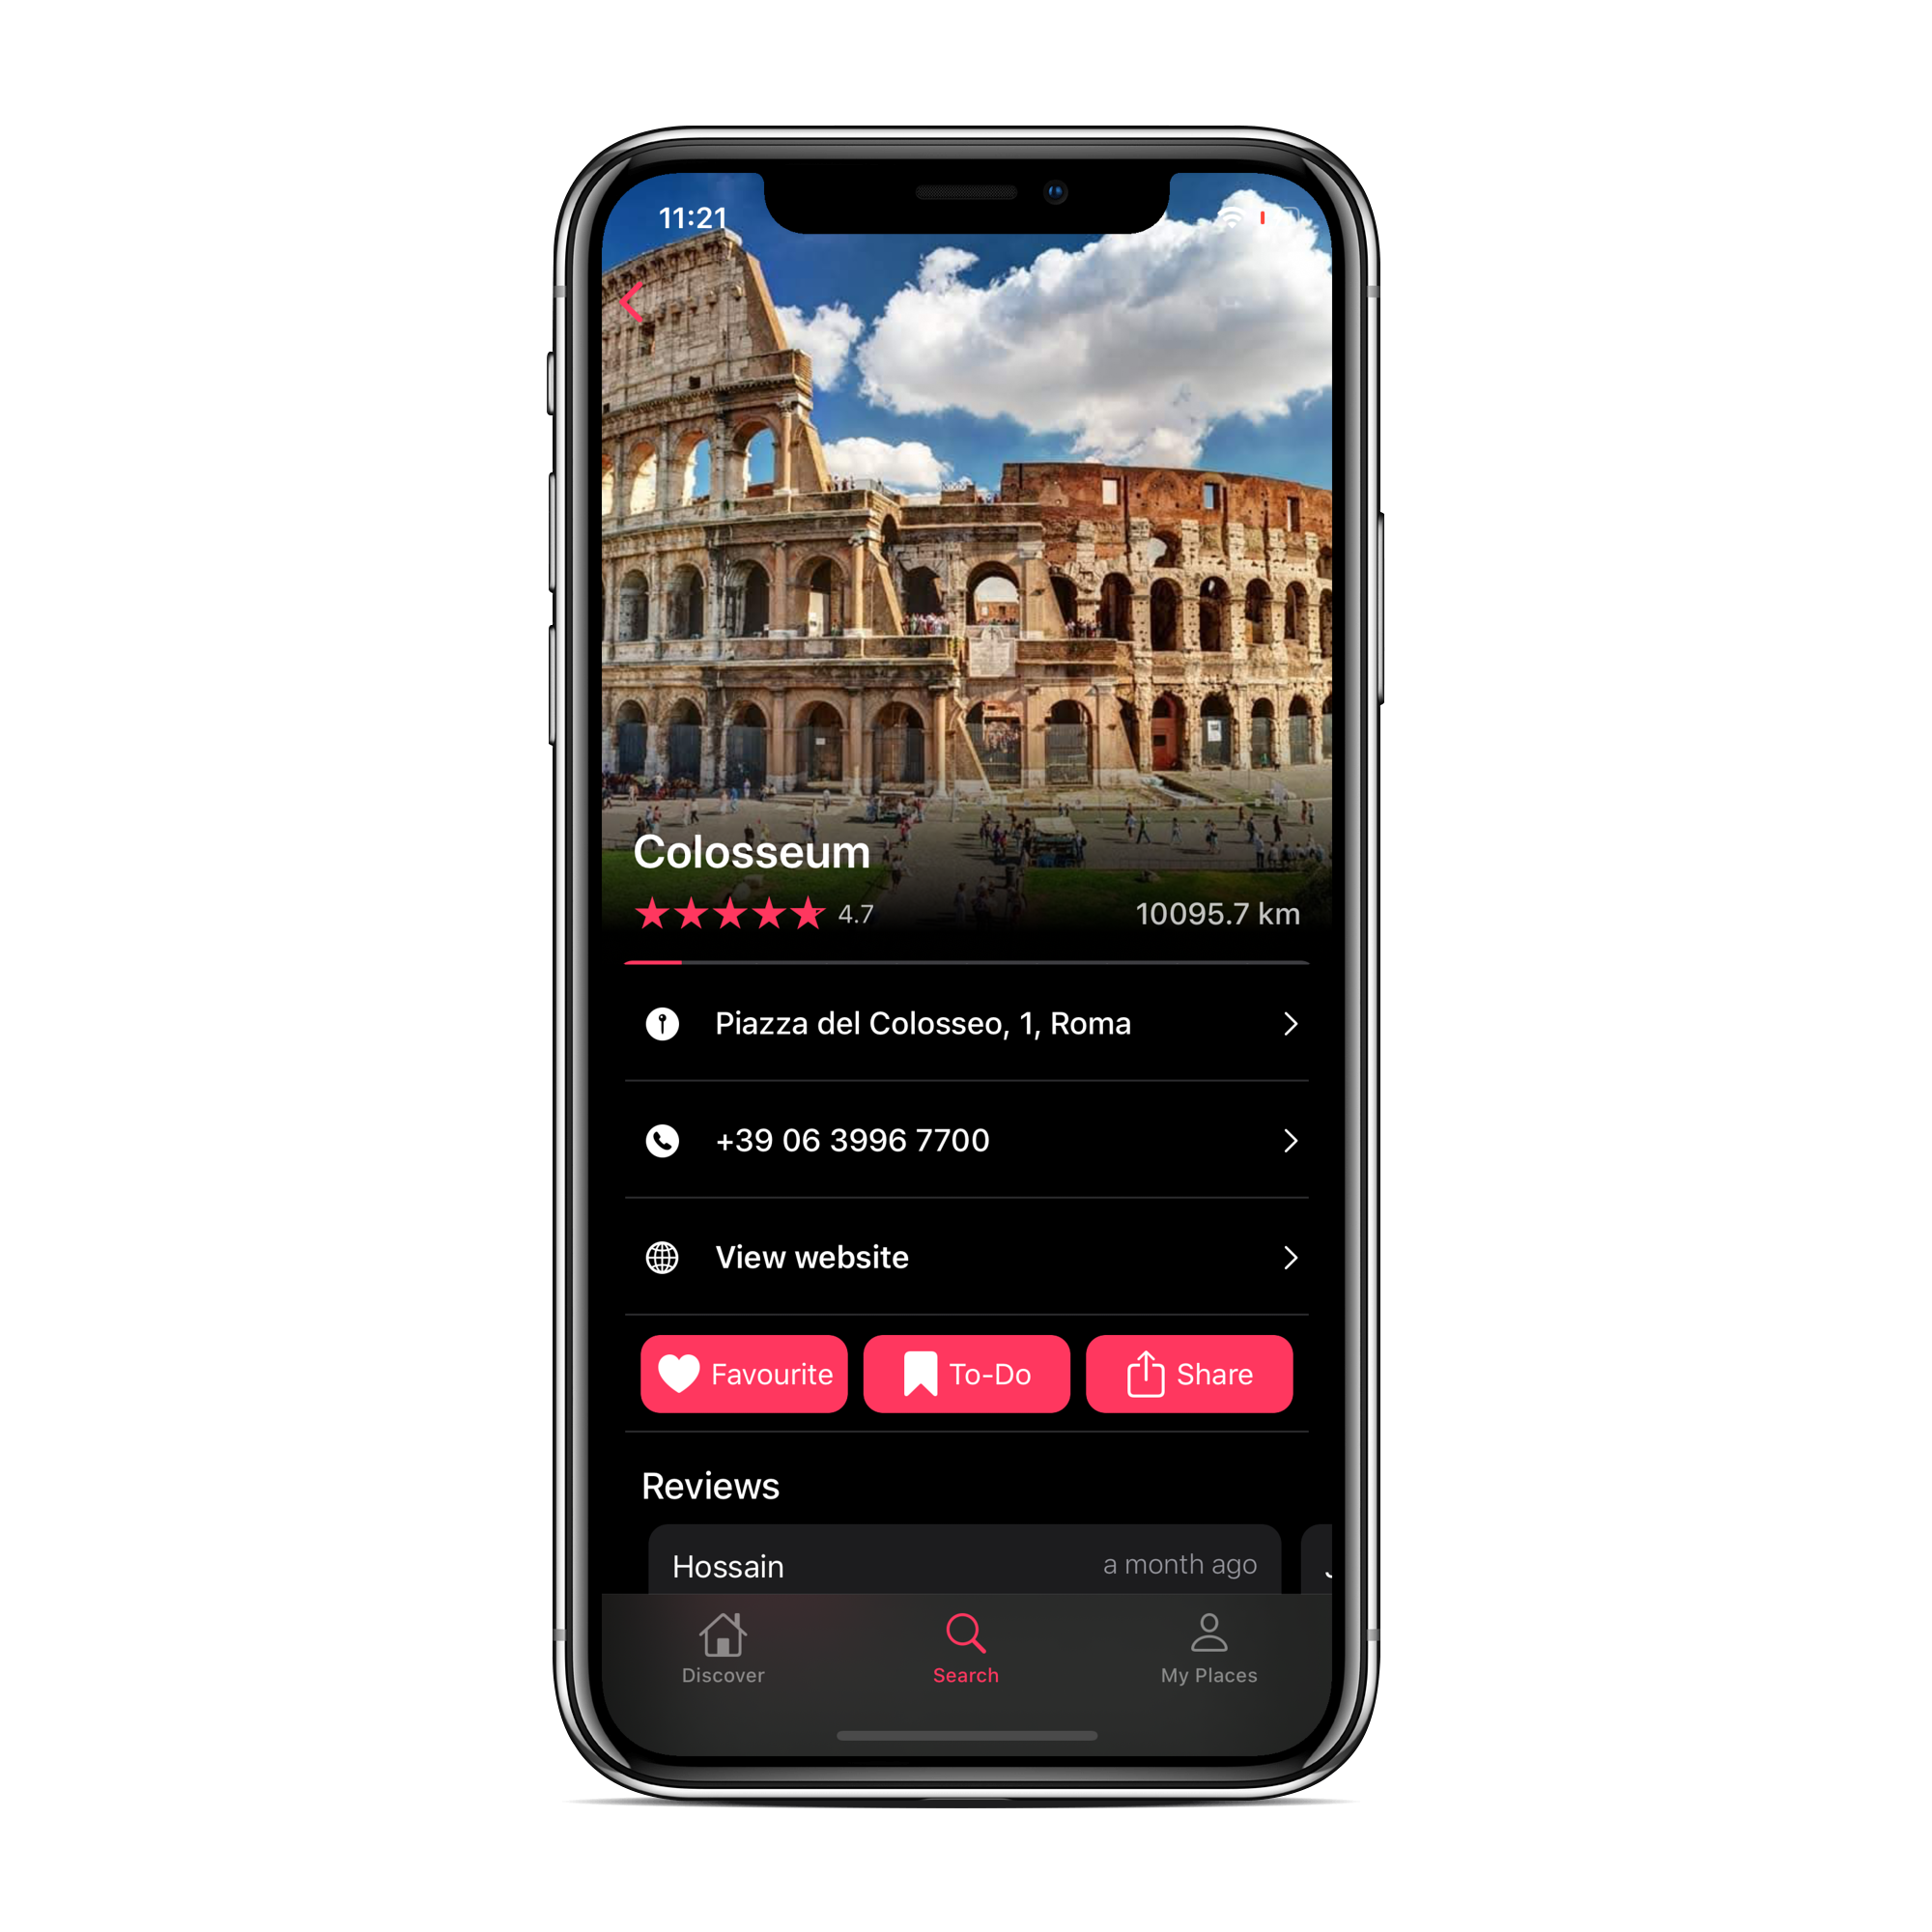 11:21
Colosseum
4.7
10095.7 km
Piazza del Colosseo, 1, Roma
+39 06 3996 7700
View website
Favourite To-Do Share
Reviews
Hossain a month ago
Discover Search My Places